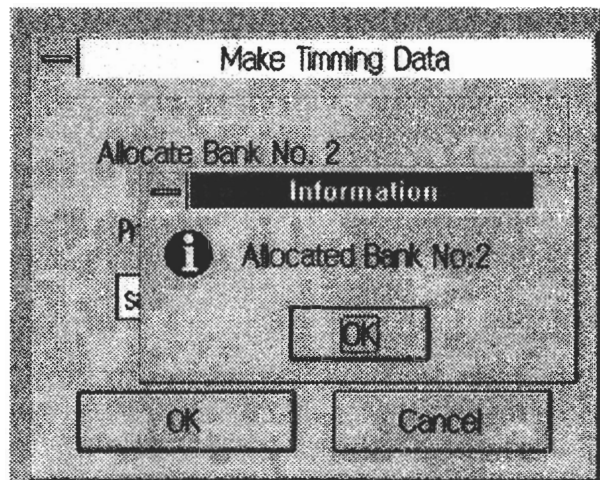 Make Timming Data
Allocate Bank No. 2
Information
Allocated Bank No:2
OK
OK Cancel